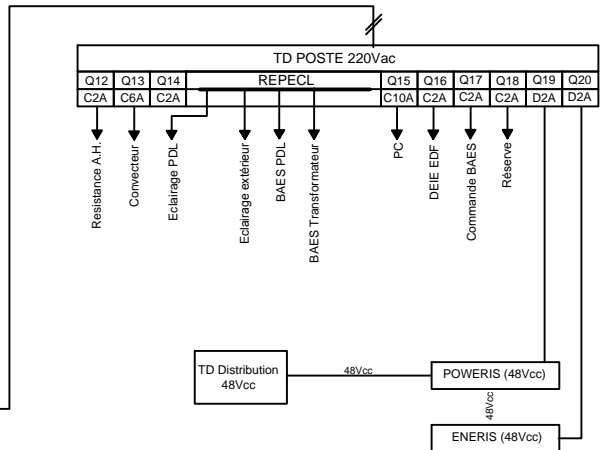 TD POSTE 220Vac
Q12 Q13 Q14 REPECL Q15 Q16 Q17 Q18 Q19 Q20
C2A C6A C2A C10A C2A C2A C2A D2A D2A
Resistance A.H.
Convecteur
Eclairage PDL
Eclairage extérieur
BAES PDL
BAES Transformateur
PC
DEIE EDF
Commande BAES
Réserve
TD Distribution
48Vcc
48Vcc
POWERIS (48Vcc)
48Vcc
ENERIS (48Vcc)